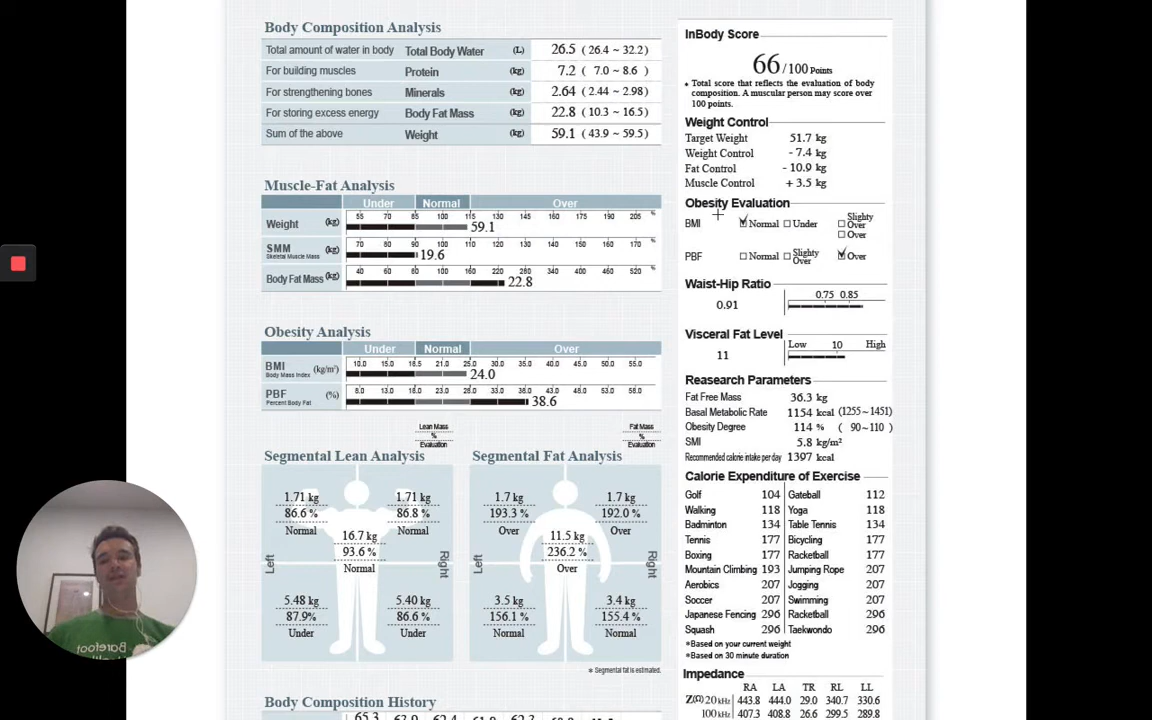 Body Composition Analysis
Total amount of water in body Total Body Water (L) 26.5 ( 26.4 ~ 32.2 )
For building muscles Protein (kg) 7.2 ( 7.0 ~ 8.6 )
For strengthening bones Minerals (kg) 2.64 ( 2.44 ~ 2.98 )
For storing excess energy Body Fat Mass (kg) 22.8 ( 10.3 ~ 16.5 )
Sum of the above Weight (kg) 59.1 ( 43.9 ~ 59.5 )
Muscle-Fat Analysis
Under Normal Over
Weight (kg) 55 70 85 100 115 130 145 160 175 190 205 %
59.1
SMM (kg) 70 80 90 100 110 120 130 140 150 160 170 %
Skeletal Muscle Mass 19.6
Body Fat Mass (kg) 40 60 80 100 160 220 280 340 400 460 520 %
22.8
Obesity Analysis
Under Normal Over
BMI (kg/m²) 10.0 15.0 18.5 21.0 25.0 30.0 35.0 40.0 45.0 50.0 55.0
Body Mass Index 24.0
PBF (%) 8.0 13.0 18.0 23.0 28.0 33.0 38.0 43.0 48.0 53.0 58.0
Percent Body Fat 38.6
Lean Mass
%
Evaluation
Segmental Lean Analysis
1.71 kg 1.71 kg
86.6 % 86.8 %
Normal Normal
16.7 kg
93.6 %
Normal
Left Right
5.48 kg 5.40 kg
87.9% 86.6 %
Under Under
Fat Mass
%
Evaluation
Segmental Fat Analysis
1.7 kg 1.7 kg
193.3 % 192.0 %
Over Over
11.5 kg
236.2 %
Over
Left Right
3.5 kg 3.4 kg
156.1 % 155.4 %
Normal Normal
* Segmental fat is estimated.
Body Composition History
InBody Score
66/100 Points
Total score that reflects the evaluation of body
composition. A muscular person may score over
100 points.
Weight Control
Target Weight 51.7 kg
Weight Control - 7.4 kg
Fat Control - 10.9 kg
Muscle Control + 3.5 kg
Obesity Evaluation
BMI Normal Under Slighty Over
Over
PBF Normal Slighty Over Over
Waist-Hip Ratio
0.91 0.75 0.85
Visceral Fat Level
11 Low 10 High
Reasearch Parameters
Fat Free Mass 36.3 kg
Basal Metabolic Rate 1154 kcal (1255~1451)
Obesity Degree 114 % ( 90~110 )
SMI 5.8 kg/m²
Recommended calorie intake per day 1397 kcal
Calorie Expenditure of Exercise
Golf 104 Gateball 112
Walking 118 Yoga 118
Badminton 134 Table Tennis 134
Tennis 177 Bicycling 177
Boxing 177 Racketball 177
Mountain Climbing 193 Jumping Rope 207
Aerobics 207 Jogging 207
Soccer 207 Swimming 207
Japanese Fencing 296 Racketball 296
Squash 296 Taekwondo 296
*Based on your current weight
*Based on 30 minute duration
Impedance
RA LA TR RL LL
Z(Ω) 20 kHz 443.8 444.0 29.0 340.7 330.6
100 kHz 407.3 408.8 26.6 299.5 289.8
Barefoot